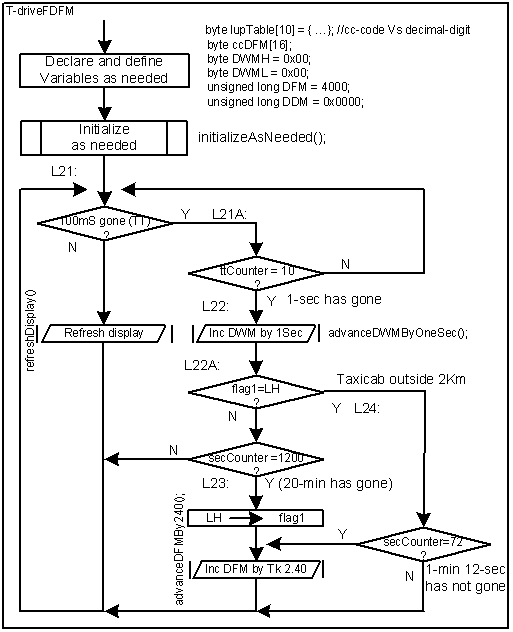 T-driveFDFM
byte lupTable[10] = { ...}; //cc-code Vs decimal-digit
byte ccDFM[16];
byte DWMH = 0x00;
byte DWML = 0x00;
unsigned long DFM = 4000;
unsigned long DDM = 0x0000;
Declare and define
Variables as needed
Initialize
as needed
initializeAsNeeded();
L21:
100mS gone (TT)
?
Y
L21A:
N
ttCounter = 10
?
N
Y
1-sec has gone
L22:
refreshDisplay()
Refresh display
Inc DWM by 1Sec
advanceDWMByOneSec();
L22A:
Taxicab outside 2Km
flag1=LH
?
Y
L24:
N
N
secCounter=1200
?
L23:
Y (20-min has gone)
LH
flag1
advanceDFMBy240();
Y
secCounter=72
?
Inc DFM by Tk 2.40
N
1-min 12-sec
has not gone